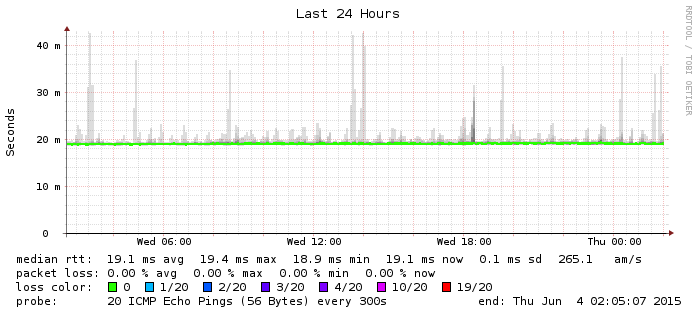 Last 24 Hours
RRDTOOL / TOBI OETIKER
Seconds
40 m
30 m
20 m
10 m
0
Wed 06:00 Wed 12:00 Wed 18:00 Thu 00:00
median rtt: 19.1 ms avg 19.4 ms max 18.9 ms min 19.1 ms now 0.1 ms sd 265.1 am/s
packet loss: 0.00 % avg 0.00 % max 0.00 % min 0.00 % now
loss color: 0 1/20 2/20 3/20 4/20 10/20 19/20
probe: 20 ICMP Echo Pings (56 Bytes) every 300s end: Thu Jun 4 02:05:07 2015